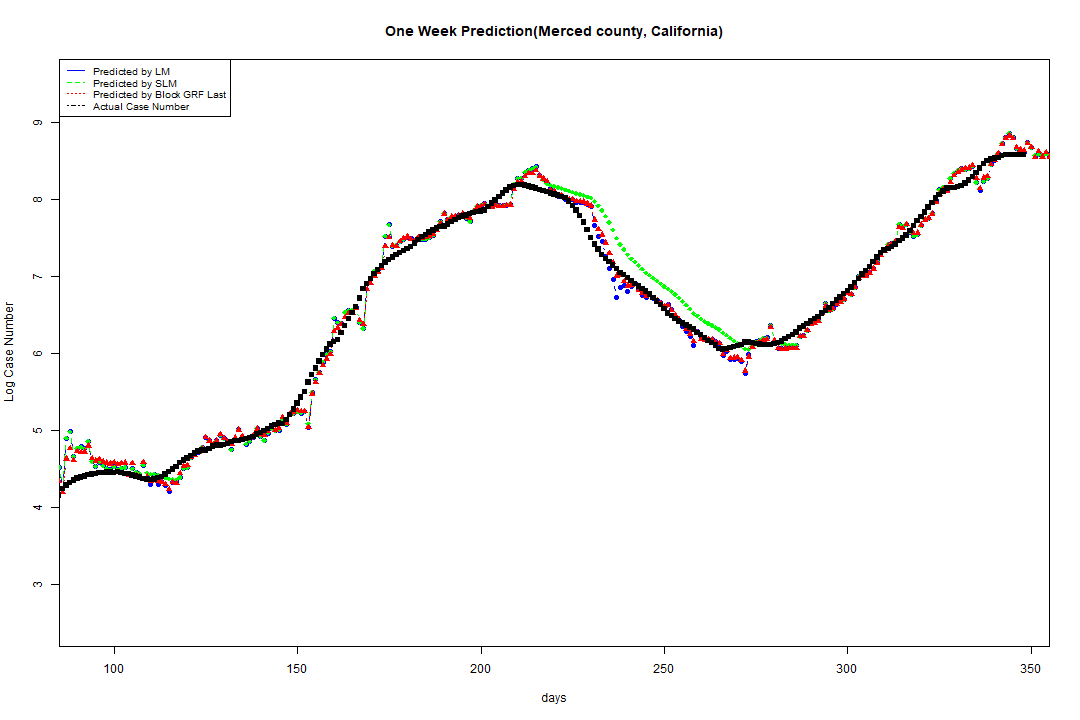 One Week Prediction(Merced county, California)
Predicted by LM
Predicted by SLM
Predicted by Block GRF Last
Actual Case Number
Log Case Number
9
8
7
6
5
4
3
100 150 200 250 300 350
days